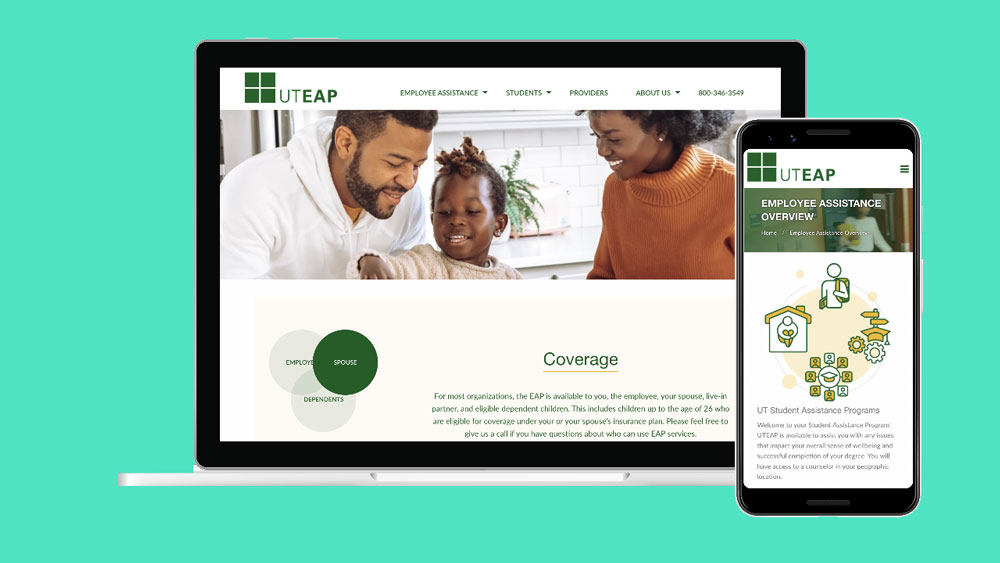 UTEAP
EMPLOYEE ASSISTANCE
STUDENTS
PROVIDERS
ABOUT US
800-346-3549
SPOUSE
DEPENDENTS
Coverage
For most organizations, the EAP is available to you, the employee, your spouse, live-in
partner, and eligible dependent children. This includes children up to the age of 26 who
are eligible for coverage under your or your spouse's insurance plan. Please feel free to
give us a call if you have questions about who can use EAP services.
UTEAP
EMPLOYEE ASSISTANCE
OVERVIEW
Home / Employee Assistance Overview
UT Student Assistance Programs
Welcome to your Student Assistance Program!
UTEAP is available to assist you with any issues
that impact your overall sense of wellbeing and
successful completion of your degree. You will
have access to a counselor in your geographic
location.